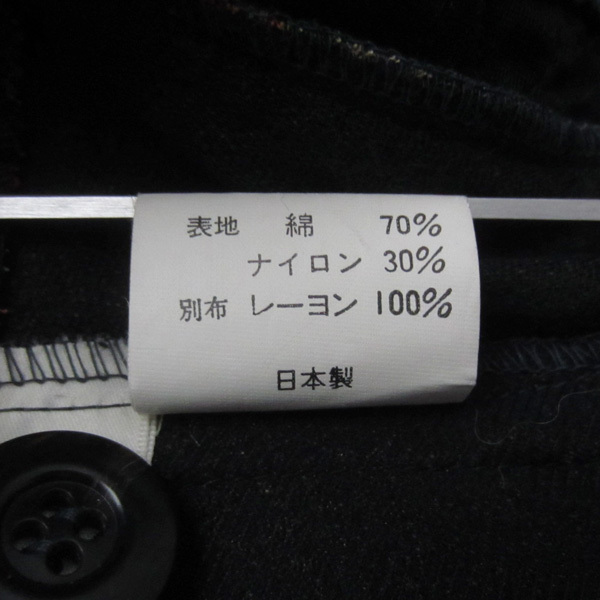 表地 綿 70%
ナイロン 30%
別布 レーヨン 100%
日本製